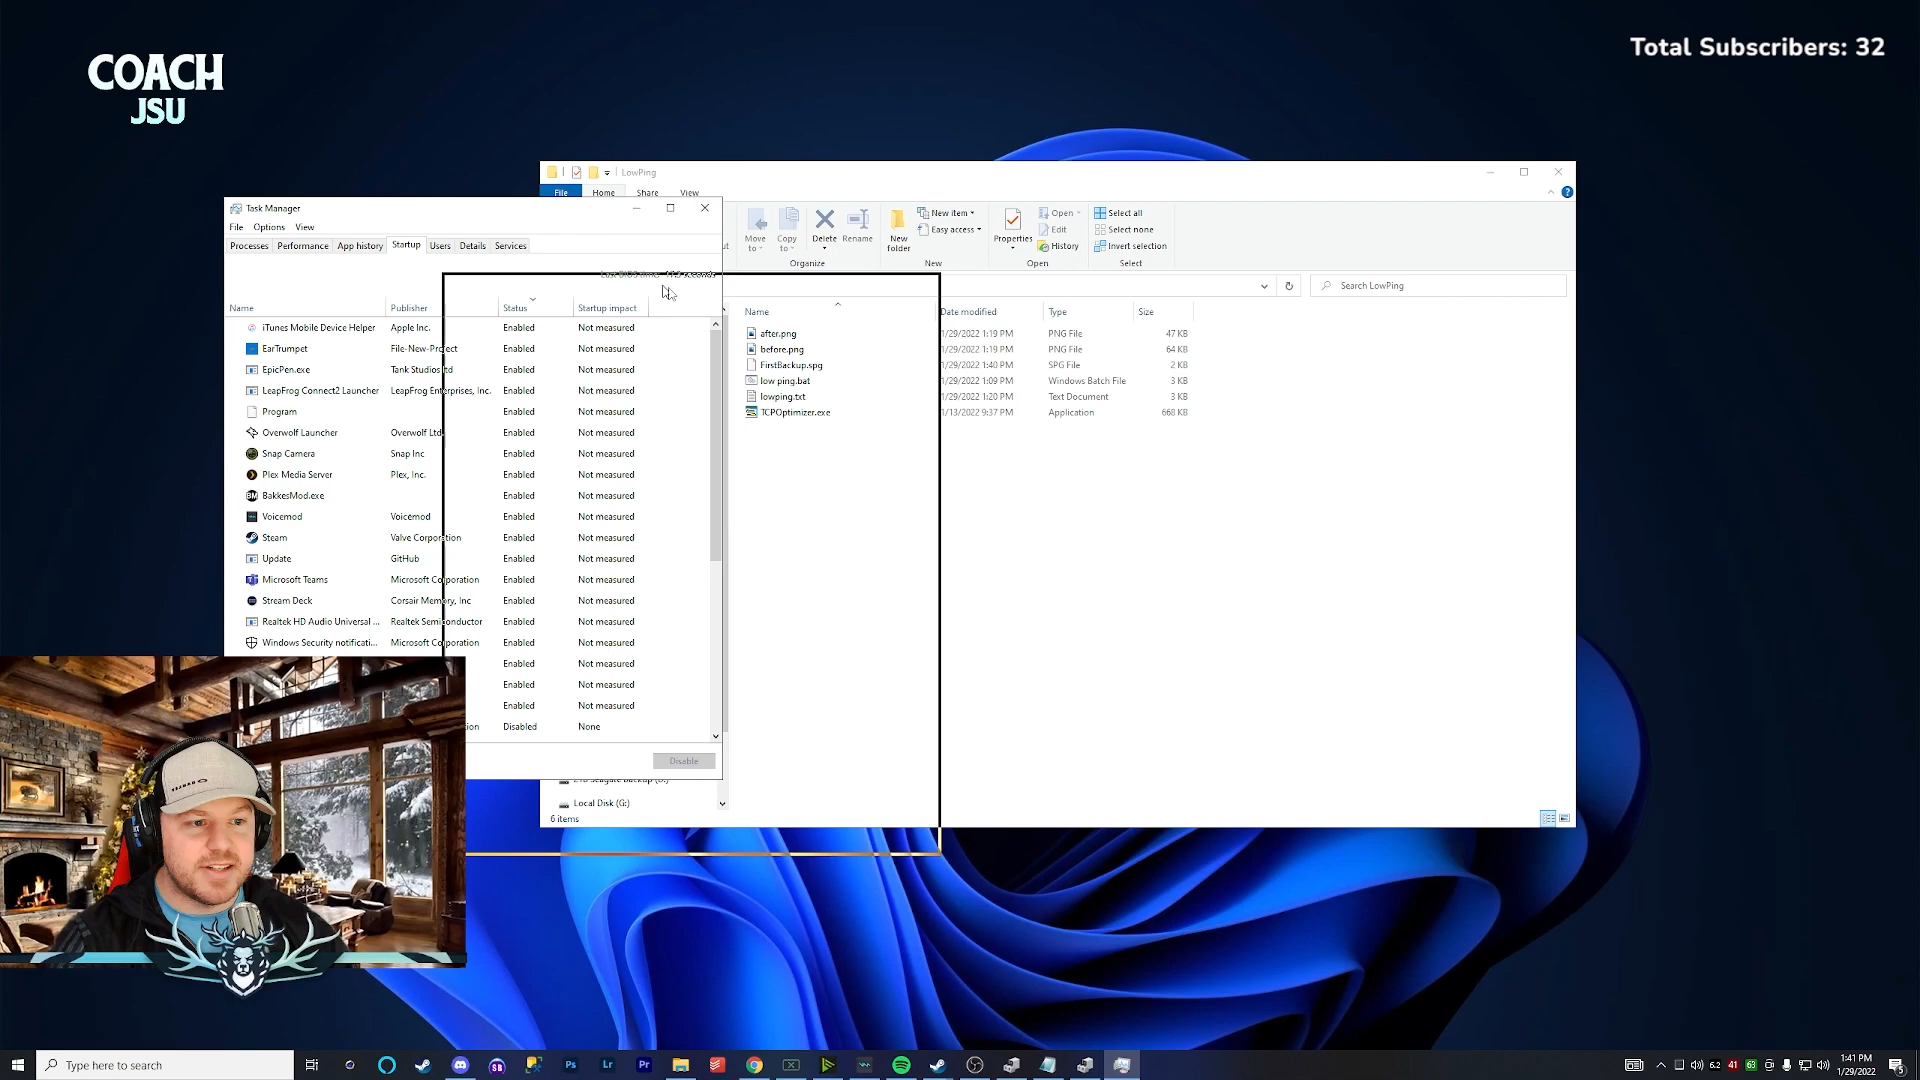 COACH
JSU
Total Subscribers: 32
LowPing
File Home Share View
Move to
Copy to
Delete
Rename
New folder
New item
Easy access
Properties
Open
Edit
History
Select all
Select none
Invert selection
Organize New Open Select
Search LowPing
Name Date modified Type Size
after.png 1/29/2022 1:19 PM PNG File 47 KB
before.png 1/29/2022 1:19 PM PNG File 64 KB
FirstBackup.spg 1/29/2022 1:40 PM SPG File 2 KB
low ping.bat 1/29/2022 1:09 PM Windows Batch File 3 KB
lowping.txt 1/29/2022 1:20 PM Text Document 3 KB
TCPOptimizer.exe 1/13/2022 9:37 PM Application 668 KB
Local Disk (G:)
6 items
Task Manager
File Options View
Processes Performance App history Startup Users Details Services
Last BIOS time: seconds
Name Publisher Status Startup impact
iTunes Mobile Device Helper Apple Inc. Enabled Not measured
EarTrumpet File-New-Project Enabled Not measured
EpicPen.exe Tank Studios ltd Enabled Not measured
LeapFrog Connect2 Launcher LeapFrog Enterprises, Inc. Enabled Not measured
Program Enabled Not measured
Overwolf Launcher Overwolf Ltd. Enabled Not measured
Snap Camera Snap Inc Enabled Not measured
Plex Media Server Plex, Inc. Enabled Not measured
BakkesMod.exe Enabled Not measured
Voicemod Voicemod Enabled Not measured
Steam Valve Corporation Enabled Not measured
Update GitHub Enabled Not measured
Microsoft Teams Microsoft Corporation Enabled Not measured
Stream Deck Corsair Memory, Inc Enabled Not measured
Realtek HD Audio Universal ... Realtek Semiconductor Enabled Not measured
Windows Security notificati... Microsoft Corporation Enabled Not measured
Enabled Not measured
Enabled Not measured
Enabled Not measured
tion Disabled None
Disable
Type here to search
SB
Ps
Lr
Pr
6.2 41 63
1:41 PM
1/29/2022
5